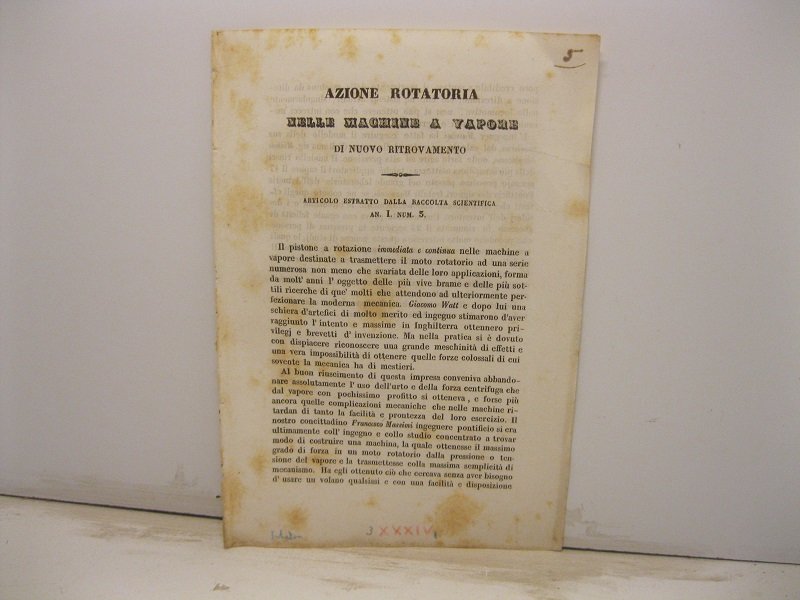 5
AZIONE ROTATORIA
NELLE MACHINE A VAPORE
DI NUOVO RITROVAMENTO
ARTICOLO ESTRATTO DALLA RACCOLTA SCIENTIFICA
AN. I. NUM. 3.
Il pistone a rotazione immediata e continua nelle machine a
vapore destinate a trasmettere il moto rotatorio ad una serie
numerosa non meno che svariata delle loro applicazioni, forma
da molt' anni l' oggetto delle più vive brame e delle più sot-
tili ricerche di que' molti che attendono ad ulteriormente per-
fezionare la moderna mecanica. Giacomo Watt e dopo lui una
schiera d'artefici di molto merito ed ingegno stimarono d'aver
raggiunto l' intento e massime in Inghilterra ottennero pri-
vilegj e brevetti d' invenzione. Ma nella pratica si è dovuto
con dispiacere riconoscere una grande meschinità di effetti e
una vera impossibilità di ottenere quelle forze colossali di cui
sovente la mecanica ha di mestieri.
Al buon riuscimento di questa impresa conveniva abbando-
nare assolutamente l' uso dell'urto e della forza centrifuga che
dal vapore con pochissimo profitto si otteneva, e forse più
ancora quelle complicazioni mecaniche che nelle machine ri-
tardan di tanto la facilità e prontezza del loro esercizio. Il
nostro concittadino Francesco Massimi ingegnere pontificio si era
ultimamente coll' ingegno e collo studio concentrato a trovar
modo di costruire una machina, la quale ottenesse il massimo
grado di forza in un moto rotatorio dalla pressione o ten-
sione del vapore e la trasmettesse colla massima semplicità di
mecanismo. Ha egli ottenuto ciò che cercava senza aver bisogno
d' usare un volano qualsiasi e con una facilità e disposizione